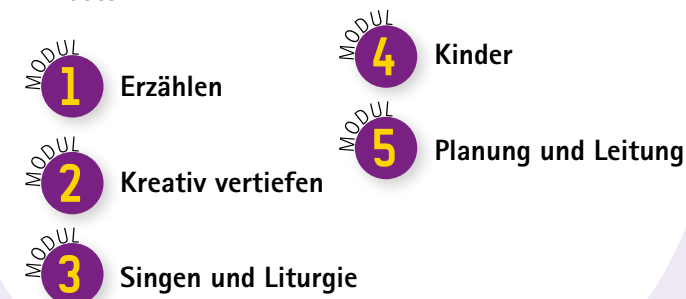 MODUL
1 Erzählen
MODUL
2 Kreativ vertiefen
MODUL
3 Singen und Liturgie
MODUL
4 Kinder
MODUL
5 Planung und Leitung